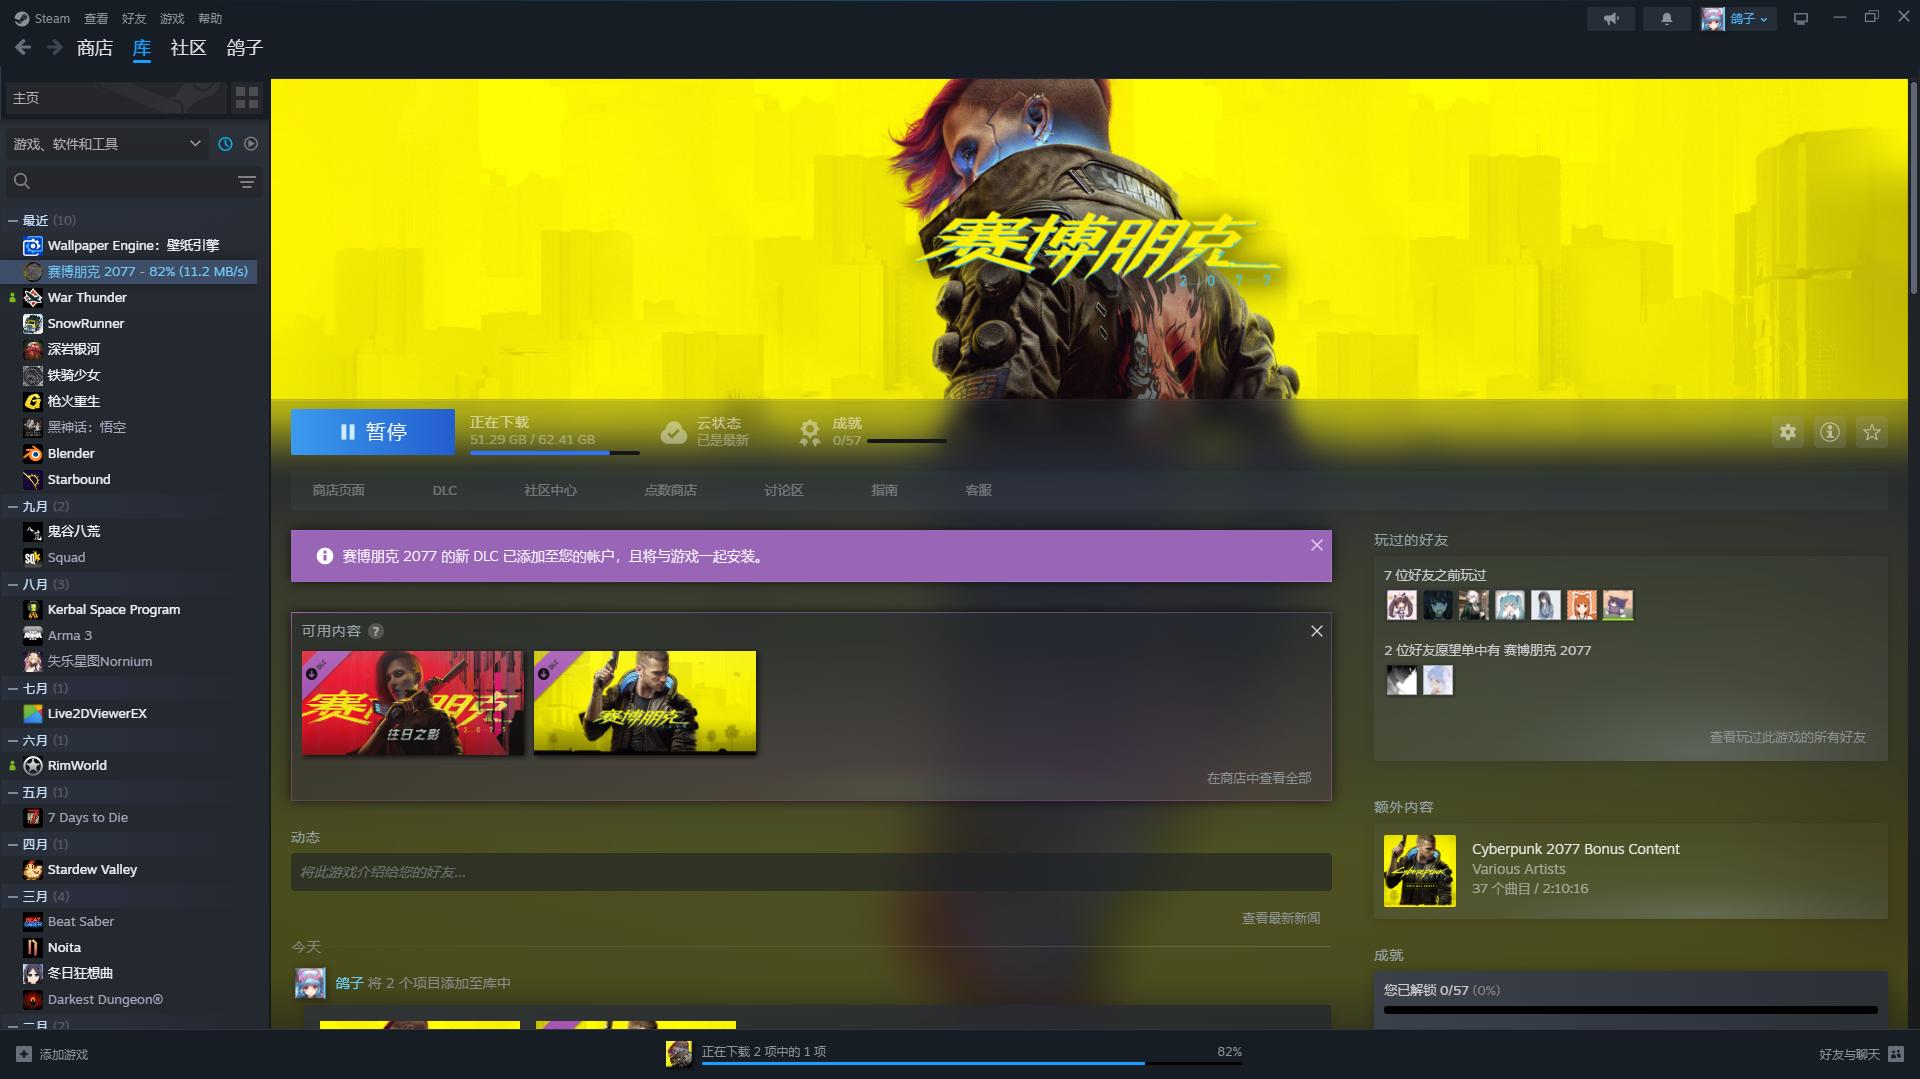 Steam 查看 好友 游戏 帮助
鸽子
商店 库 社区 鸽子
主页
游戏、软件和工具
最近 (10)
Wallpaper Engine：壁纸引擎
赛博朋克 2077 - 82% (11.2 MB/s)
War Thunder
SnowRunner
深岩银河
铁骑少女
枪火重生
黑神话：悟空
Blender
Starbound
九月 (2)
鬼谷八荒
Squad
八月 (3)
Kerbal Space Program
Arma 3
失乐星图Nornium
七月 (1)
Live2DViewerEX
六月 (1)
RimWorld
五月 (1)
7 Days to Die
四月 (1)
Stardew Valley
三月 (4)
Beat Saber
Noita
冬日狂想曲
Darkest Dungeon®
二月 (2)
添加游戏
SAMURAI
赛博朋克
2077
暂停
正在下载
51.29 GB / 62.41 GB
云状态
已是最新
成就
0/57
商店页面 DLC 社区中心 点数商店 讨论区 指南 客服
赛博朋克 2077 的新 DLC 已添加至您的帐户，且将与游戏一起安装。
可用内容 ?
DLC
赛博朋克
2077
往日之影
DLC
赛博朋克
在商店中查看全部
动态
将此游戏介绍给您的好友...
查看最新新闻
今天
鸽子 将 2 个项目添加至库中
玩过的好友
7 位好友之前玩过
2 位好友愿望单中有 赛博朋克 2077
查看玩过此游戏的所有好友
额外内容
Cyberpunk 2077 Bonus Content
Various Artists
37 个曲目 / 2:10:16
成就
您已解锁 0/57 (0%)
正在下载 2 项中的 1 项
82%
好友与聊天